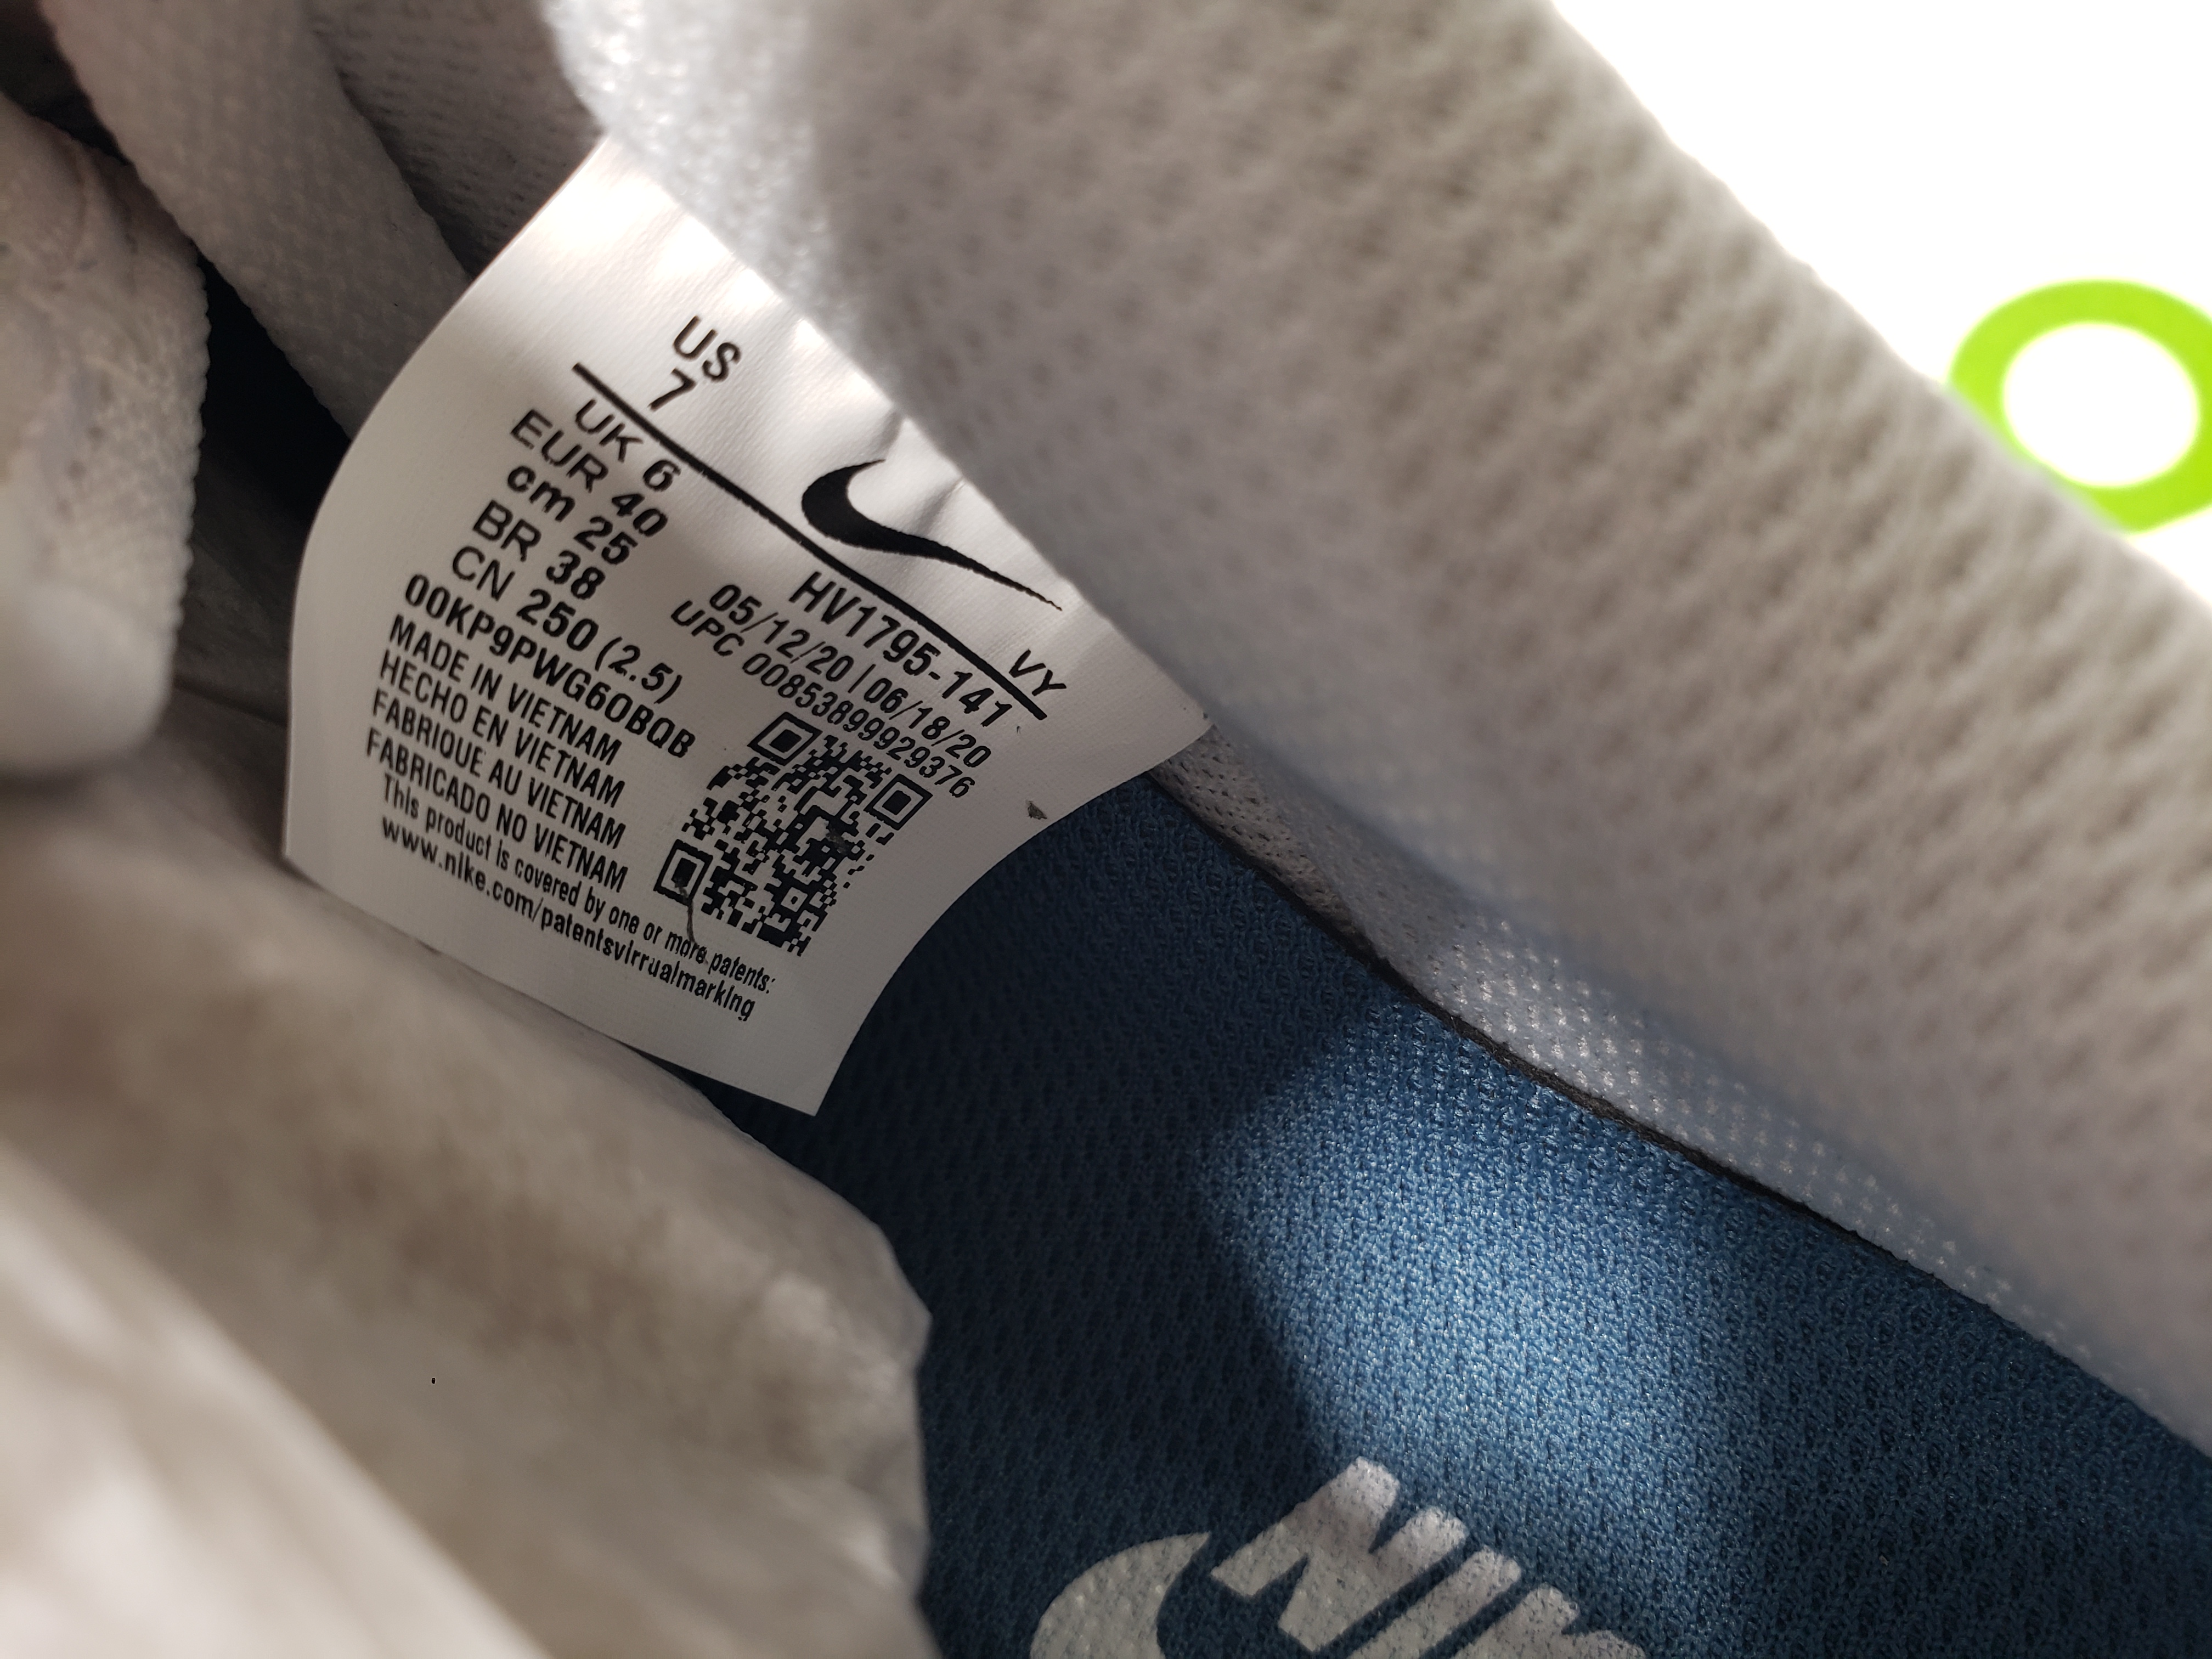 US
7
VY
UK 6
EUR 40
cm 25
BR 38
CN 250 (2.5)
HV1795-141
05/12/20 | 06/18/20
UPC 00853899929376
00KP9PWG6OBQB
MADE IN VIETNAM
HECHO EN VIETNAM
FABRIQUE AU VIETNAM
FABRICADO NO VIETNAM
This product is covered by one or more patents:
www.nike.com/patentsvirrualmarking